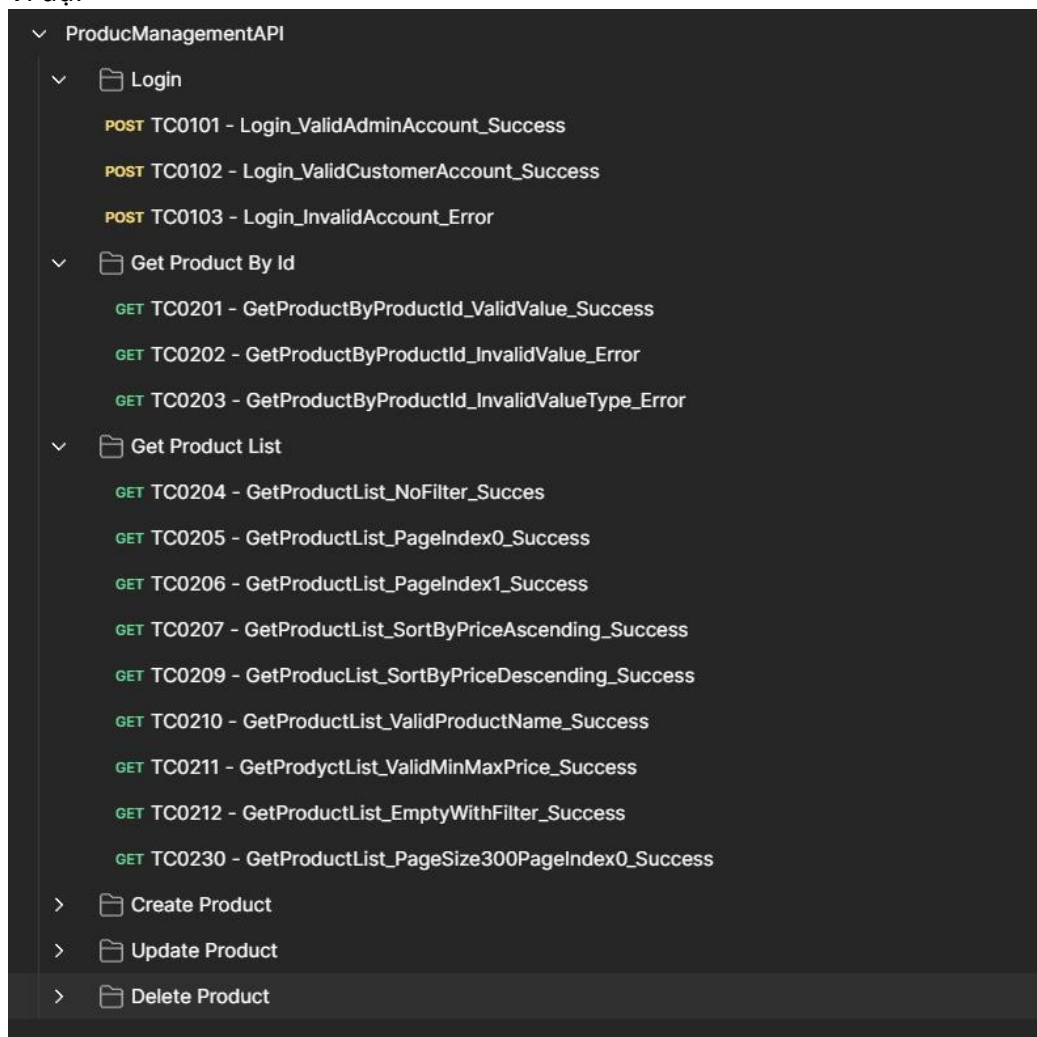 ProducManagementAPI
Login
POST TC0101 - Login_ValidAdminAccount_Success
POST TC0102 - Login_ValidCustomerAccount_Success
POST TC0103 - Login_InvalidAccount_Error
Get Product By Id
GET TC0201 - GetProductByProductId_ValidValue_Success
GET TC0202 - GetProductByProductId_InvalidValue_Error
GET TC0203 - GetProductByProductId_InvalidValueType_Error
Get Product List
GET TC0204 - GetProductList_NoFilter_Succes
GET TC0205 - GetProductList_PageIndex0_Success
GET TC0206 - GetProductList_PageIndex1_Success
GET TC0207 - GetProductList_SortByPriceAscending_Success
GET TC0209 - GetProducList_SortByPriceDescending_Success
GET TC0210 - GetProductList_ValidProductName_Success
GET TC0211 - GetProdyctList_ValidMinMaxPrice_Success
GET TC0212 - GetProductList_EmptyWithFilter_Success
GET TC0230 - GetProductList_PageSize300PageIndex0_Success
Create Product
Update Product
Delete Product